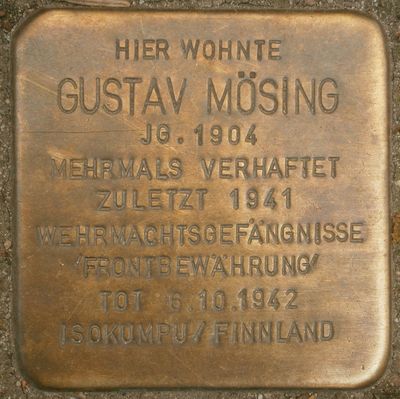 HIER WOHNTE
GUSTAV MÖSING
JG. 1904
MEHRMALS VERHAFTET
ZULETZT 1941
WEHRMACHTSGEFÄNGNISSE
'FRONTBEWÄHRUNG'
TOT 6.10.1942
ISOKUMPU / FINNLAND